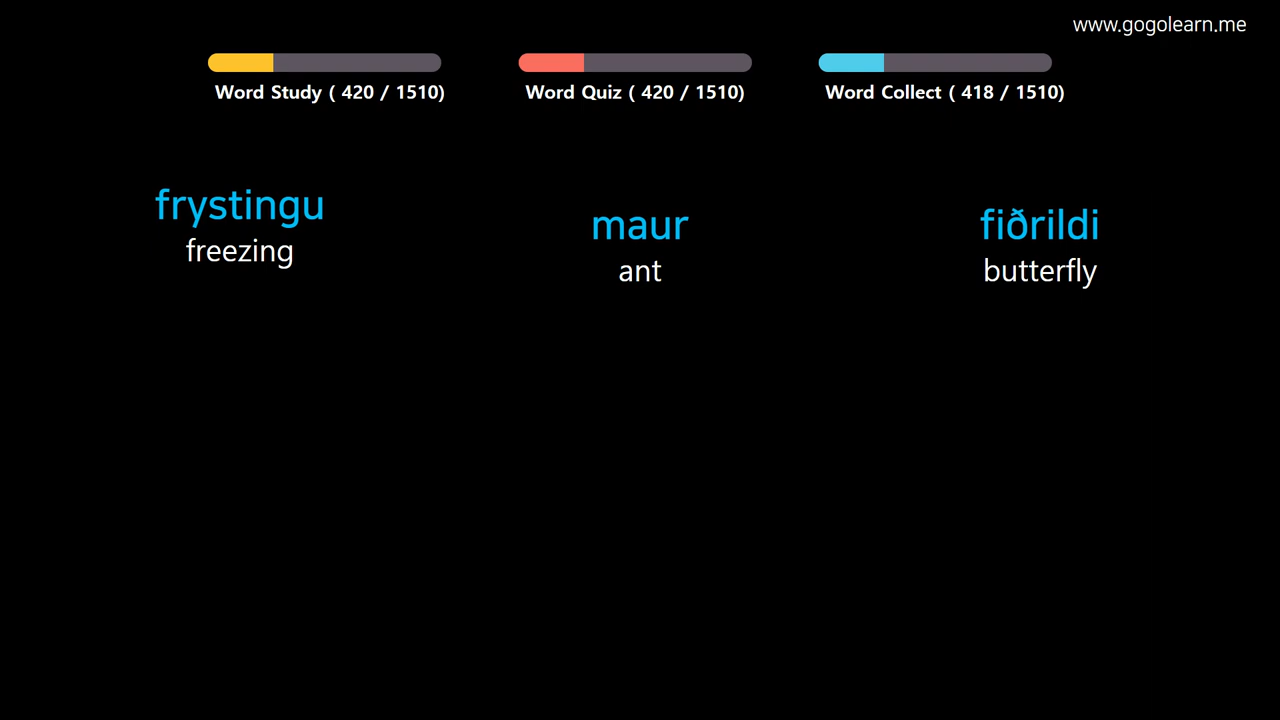 www.gogolearn.me
Word Study ( 420 / 1510)
Word Quiz ( 420 / 1510)
Word Collect ( 418 / 1510)
frystingu
freezing
maur
ant
fiðrildi
butterfly